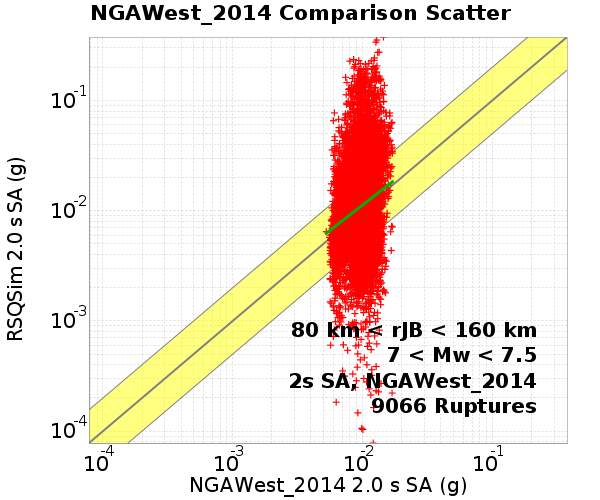 NGAWest_2014 Comparison Scatter
RSQSim 2.0 s SA (g)
10-1
10-2
10-3
10-4
80 km < rJB < 160 km
7 < Mw < 7.5
2s SA, NGAWest_2014
9066 Ruptures
10-4 10-3 10-2 10-1
NGAWest_2014 2.0 s SA (g)